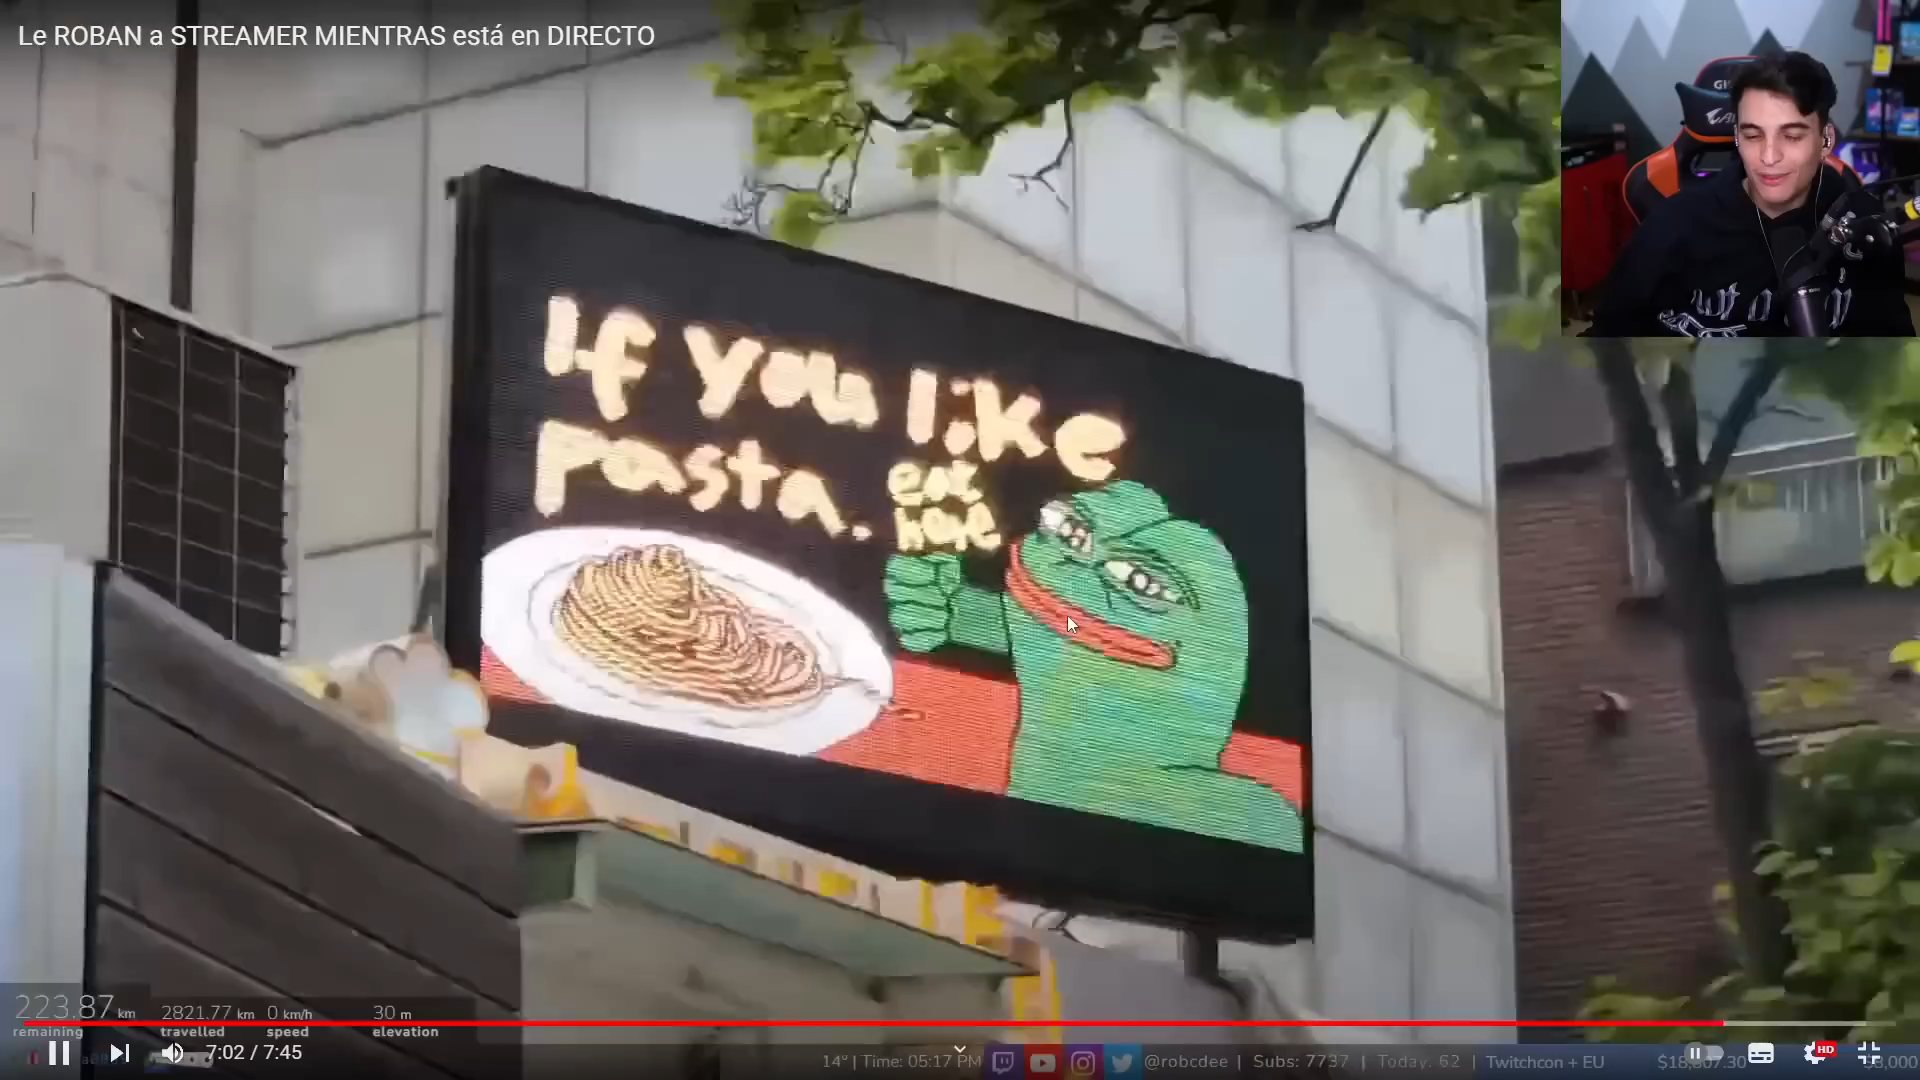 Le ROBAN a STREAMER MIENTRAS está en DIRECTO
If you like
pasta.
eat
here
223.87 km
remaining
2821.77 km
travelled
0 km/h
speed
30 m
elevation
7:02 / 7:45
14° | Time: 05:17 PM
@robcdee | Subs: 7737 | Today: 62 | Twitchcon + EU
HD